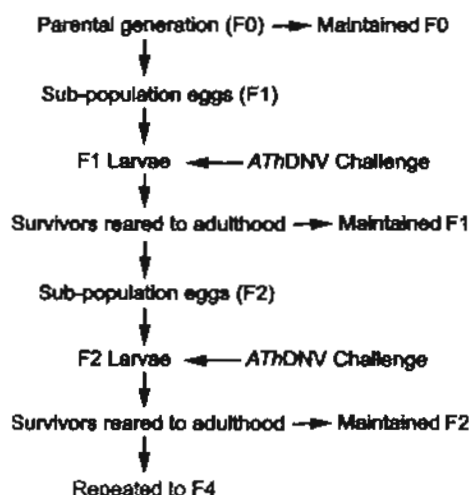 Parental generation (F0) Maintained F0
Sub-population eggs (F1)
F1 Larvae AThDNV Challenge
Survivors reared to adulthood Maintained F1
Sub-population eggs (F2)
F2 Larvae AThDNV Challenge
Survivors reared to adulthood Maintained F2
Repeated to F4